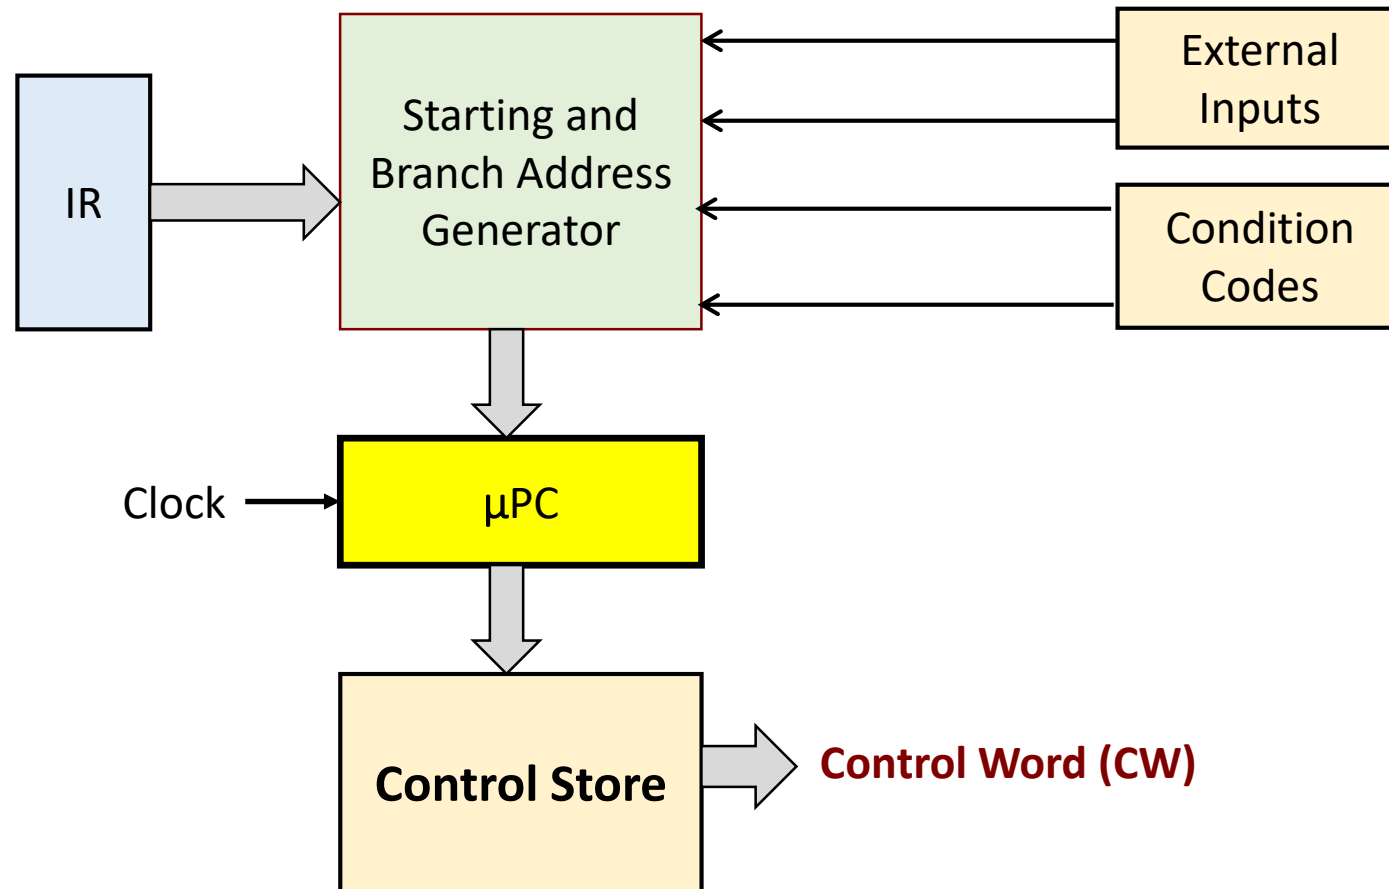 External
Inputs
Starting and
Branch Address
Generator
IR
Condition
Codes
Clock
µPC
Control Store
Control Word (CW)